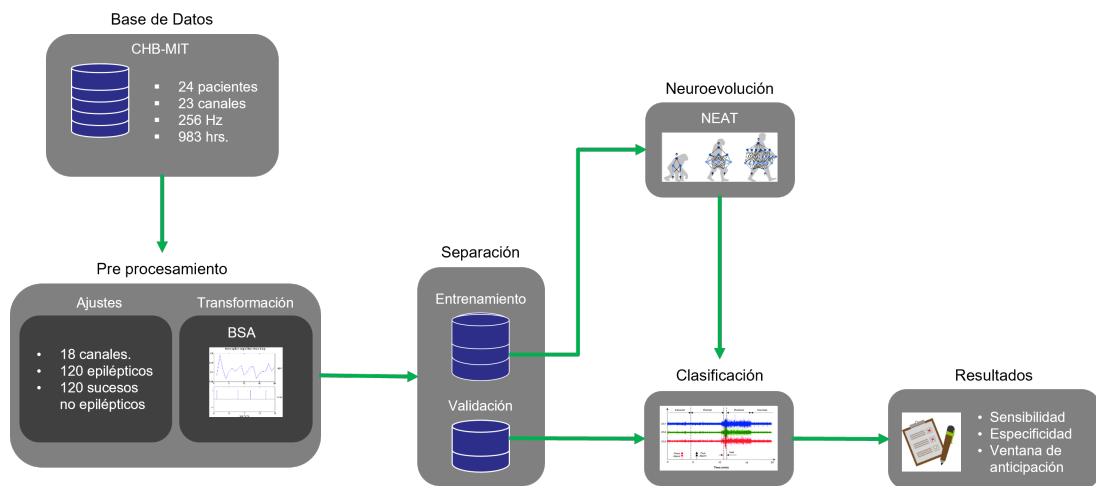 Base de Datos
CHB-MIT
24 pacientes
23 canales
256 Hz
983 hrs.
Pre procesamiento
Ajustes
18 canales.
120 epilépticos
120 sucesos
no epilépticos
Transformación
BSA
Separación
Entrenamiento
Validación
Neuroevolución
NEAT
Clasificación
Resultados
Sensibilidad
Especificidad
Ventana de
anticipación